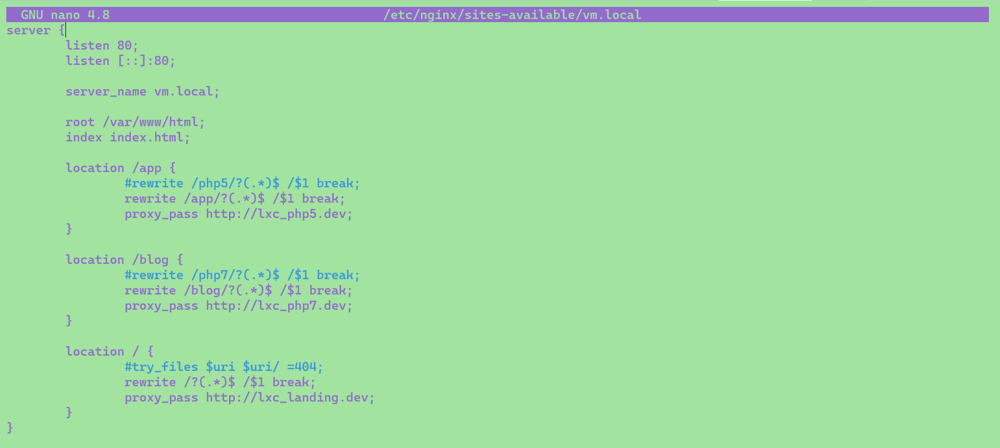 GNU nano 4.8 /etc/nginx/sites-available/vm.local
server {
listen 80;
listen [::]:80;
server_name vm.local;
root /var/www/html;
index index.html;
location /app {
#rewrite /php5/?(.*)$ /$1 break;
rewrite /app/?(.*)$ /$1 break;
proxy_pass http://lxc_php5.dev;
}
location /blog {
#rewrite /php7/?(.*)$ /$1 break;
rewrite /blog/?(.*)$ /$1 break;
proxy_pass http://lxc_php7.dev;
}
location / {
#try_files $uri $uri/ =404;
rewrite /?(.*)$ /$1 break;
proxy_pass http://lxc_landing.dev;
}
}